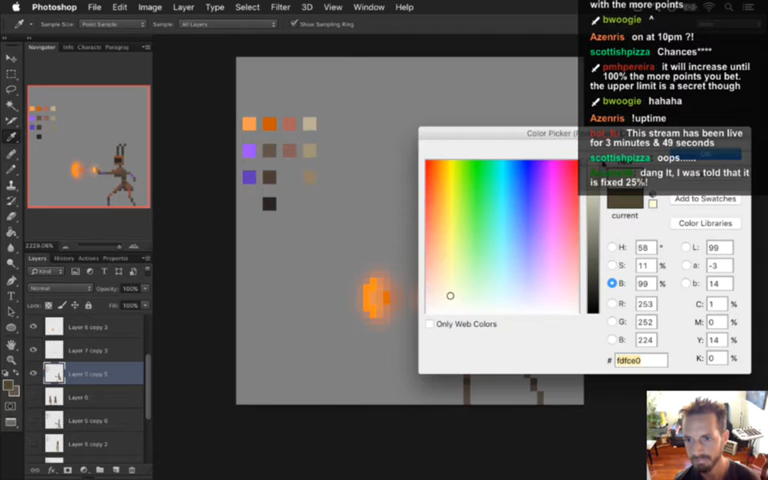 Photoshop File Edit Image Layer Type Select Filter 3D View Window Help
with the more points
bwoogie ^
Azenris on at 10pm ?!
scottishpizza Chances****
pmhpereira it will increase until
100% the more points you bet.
the upper limit is a secret though
bwoogie hahaha
Azenris !uptime
This stream has been live
for 3 minutes & 49 seconds
scottishpizza oops......
dang It, I was told that it
is fixed 25%!
Sample Size: Point Sample Sample: All Layers Show Sampling Ring
Navigator Info Charact Paragraph
2229.06%
Layers History Actions Properties
Kind
Normal Opacity: 100%
Lock: Fill: 100%
Layer 6 copy 3
Layer 7 copy 3
Layer 5 copy 5
Layer 6
Layer 5 copy 6
Layer 5 copy 2
Color Picker
current
Add to Swatches
Color Libraries
H: 58 °
S: 11 %
B: 99 %
R: 253
G: 252
B: 224
L: 99
a: -3
b: 14
C: 1 %
M: 0 %
Y: 14 %
K: 0 %
# fdfce0
Only Web Colors